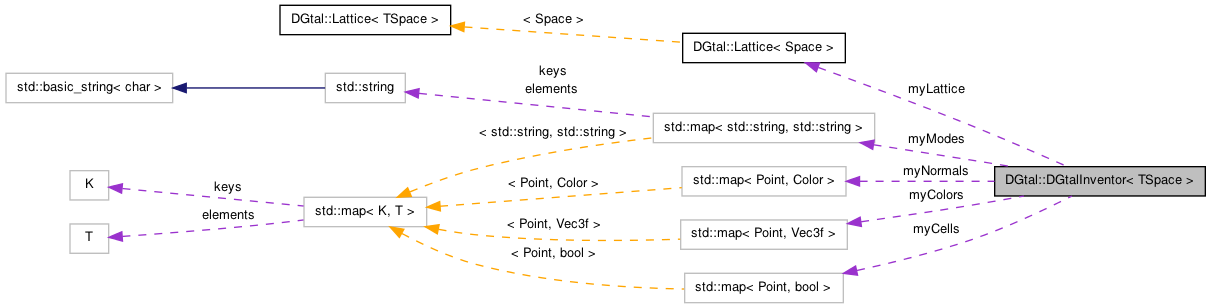 DGtal::Lattice< TSpace >
< Space >
DGtal::Lattice< Space >
keys
elements
std::basic_string< char >
std::string
myLattice
std::map< std::string, std::string >
< std::string, std::string >
myModes
myNormals
K
keys
< Point, Color >
std::map< Point, Color >
DGtal::DGtalInventor< TSpace >
myColors
elements
std::map< K, T >
< Point, Vec3f >
std::map< Point, Vec3f >
myCells
T
< Point, bool >
std::map< Point, bool >